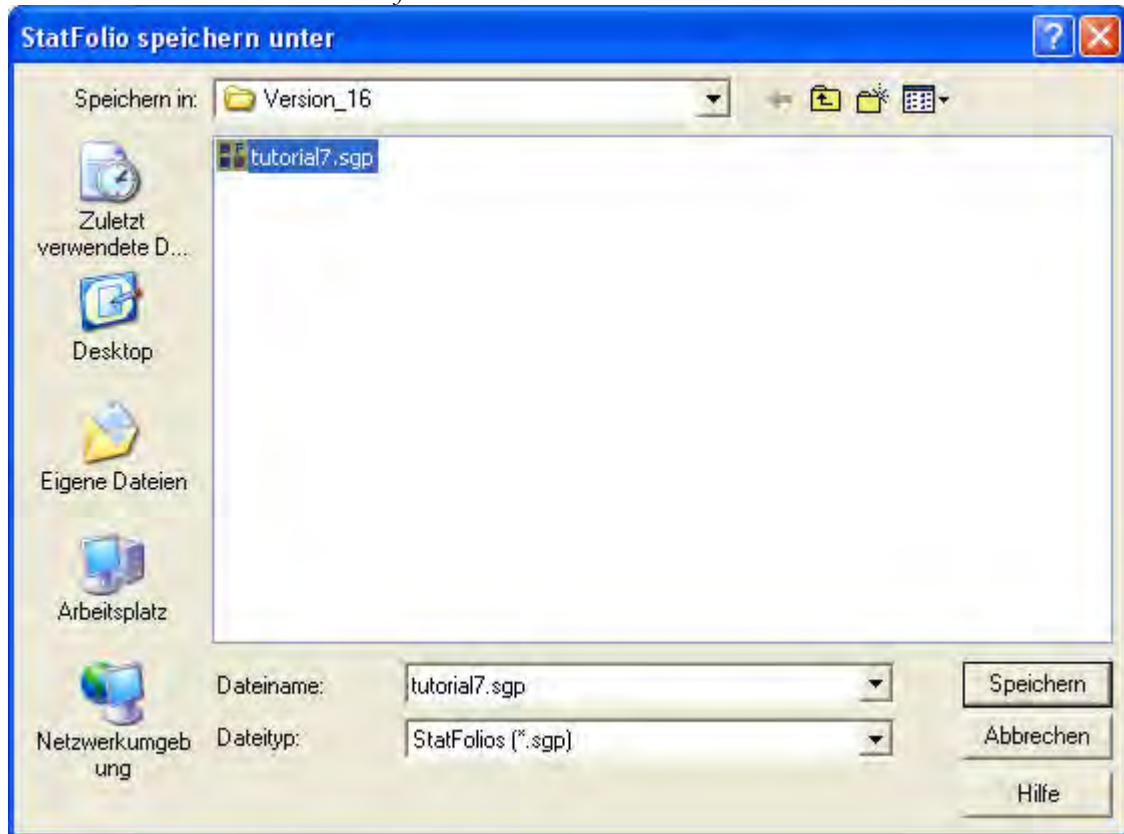 StatFolio speichern unter
Speichern in:
Version_16
tutorial7.sgp
Zuletzt
verwendete D...
Desktop
Eigene Dateien
Arbeitsplatz
Netzwerkumgeb
ung
Dateiname:
tutorial7.sgp
Speichern
Dateityp:
StatFolios (*.sgp)
Abbrechen
Hilfe